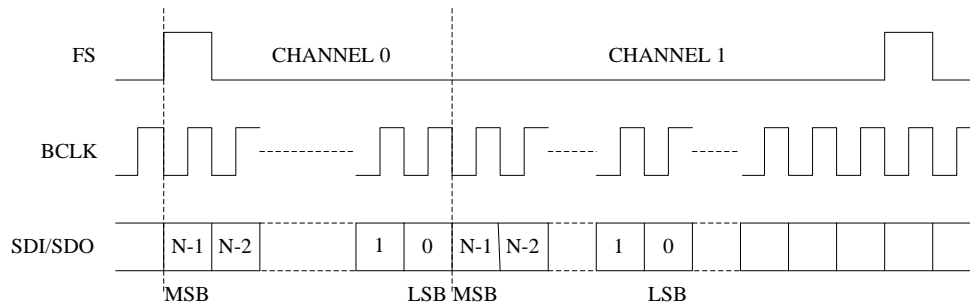 FS CHANNEL 0 CHANNEL 1
BCLK
SDI/SDO N-1 N-2 1 0 N-1 N-2 1 0
MSB LSB MSB LSB